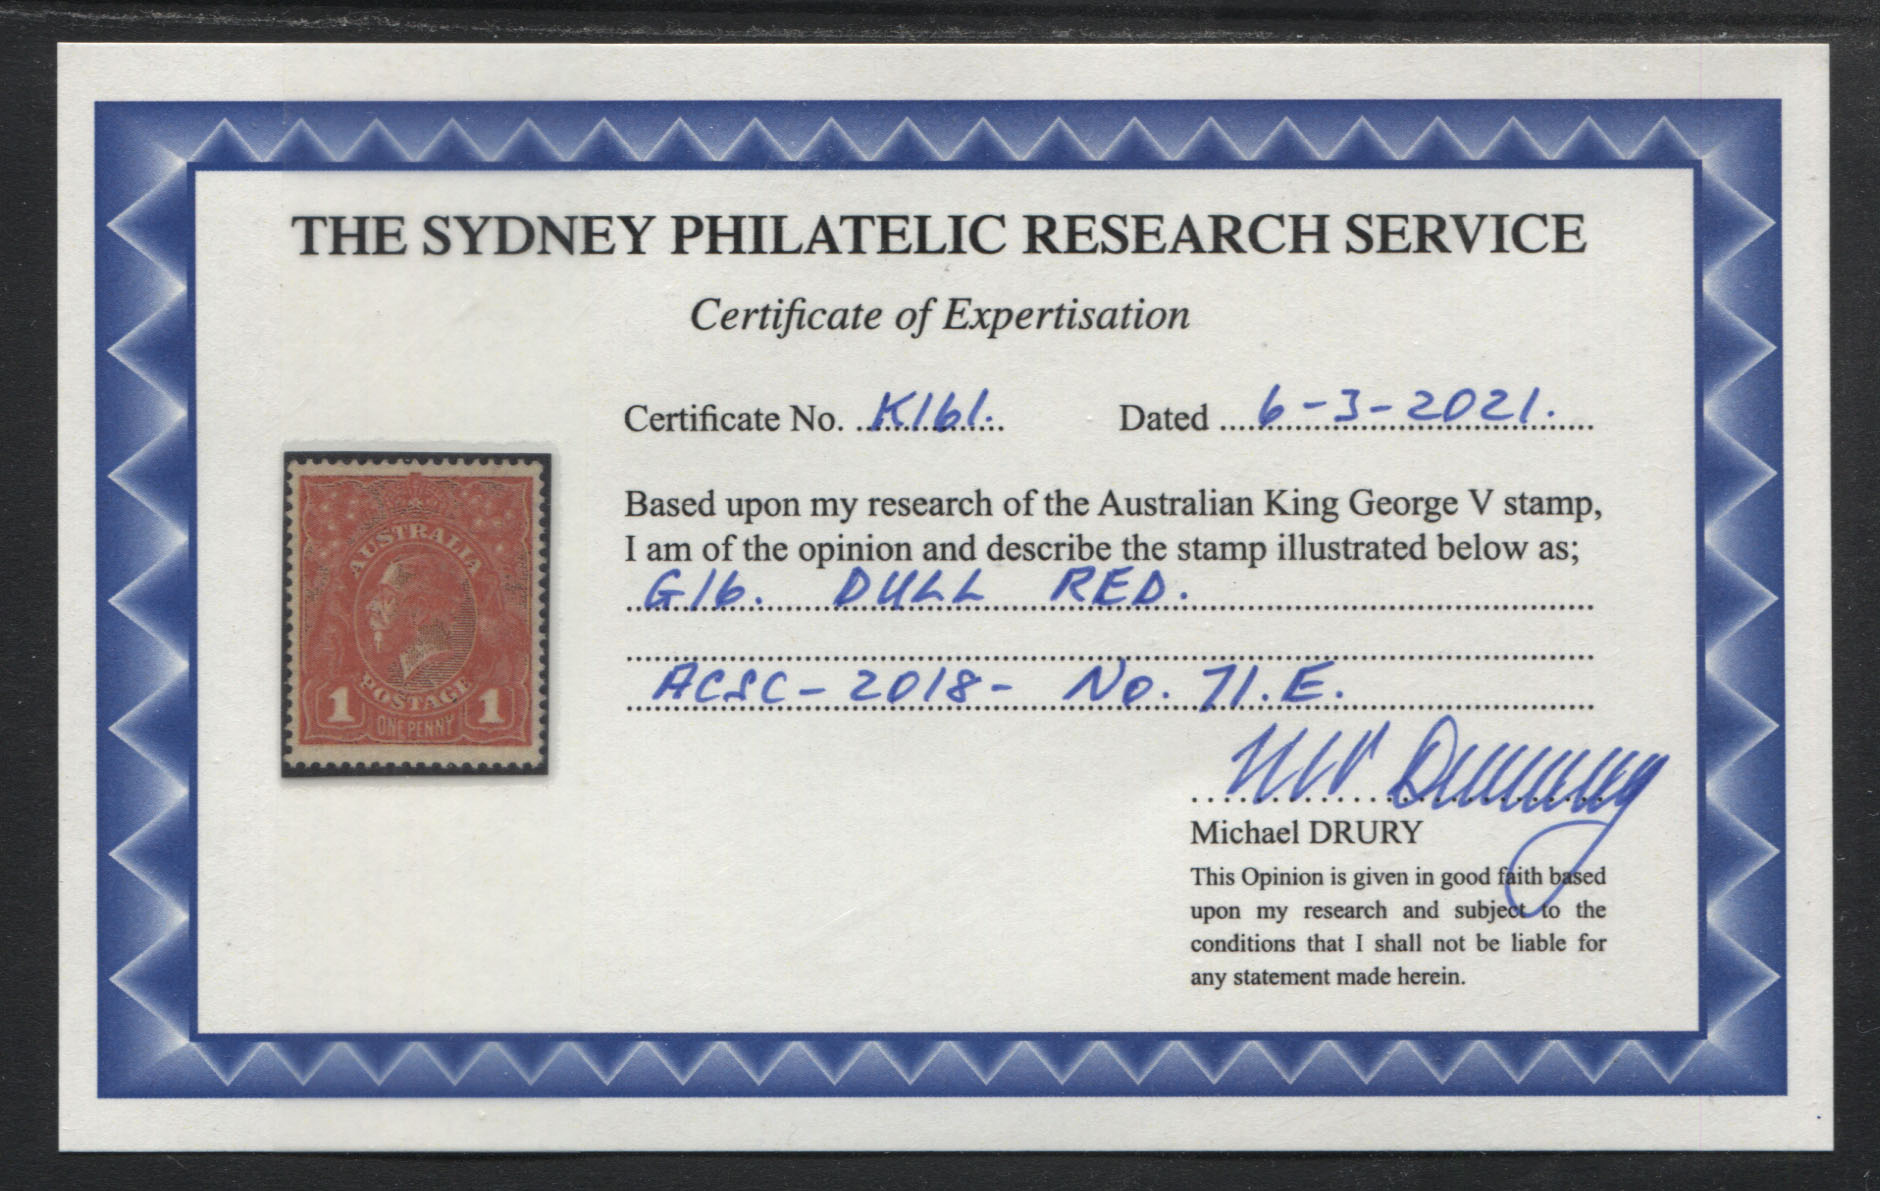 THE SYDNEY PHILATELIC RESEARCH SERVICE
Certificate of Expertisation
Certificate No. K161. Dated 6-3-2021.
Based upon my research of the Australian King George V stamp,
I am of the opinion and describe the stamp illustrated below as;
G16. DULL RED.
ACSC-2018- No. 71.E.
AUSTRALIA
POSTAGE
1 ONE PENNY 1
Michael DRURY
This Opinion is given in good faith based
upon my research and subject to the
conditions that I shall not be liable for
any statement made herein.